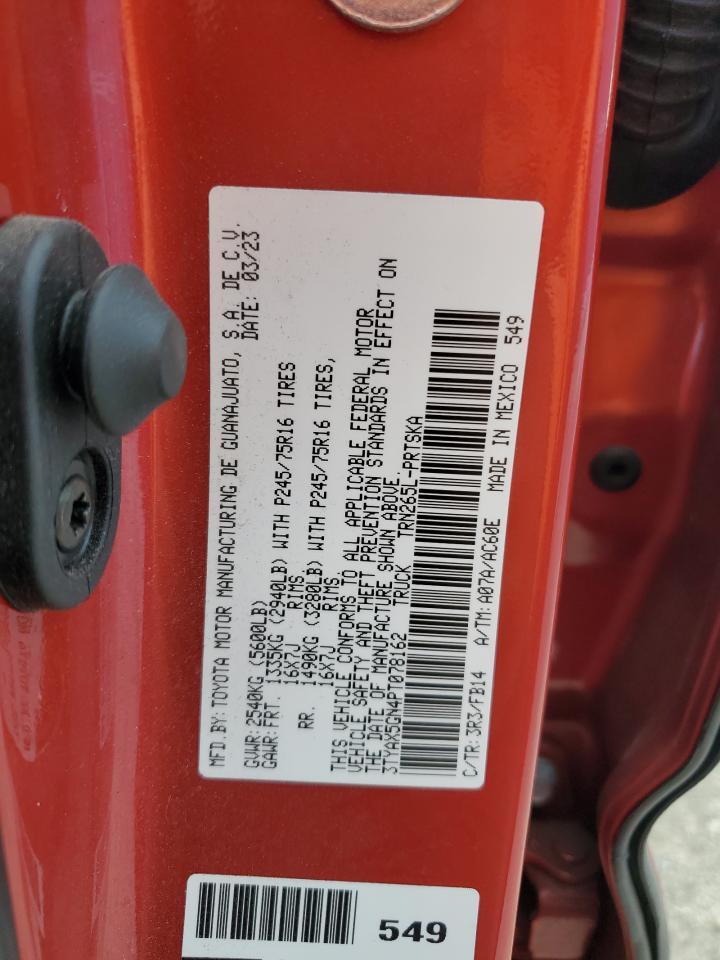 MFD.BY:TOYOTA MOTOR MANUFACTURING DE GUANAJUATO, S.A. DE C.V.
DATE: 03/23
GVWR:2540KG (5600LB)
GAWR:FRT. 1335KG (2940LB) WITH P245/75R16 TIRES
16X7J RIMS
RR. 1490KG (3280LB) WITH P245/75R16 TIRES,
16X7J RIMS
THIS VEHICLE CONFORMS TO ALL APPLICABLE FEDERAL MOTOR
VEHICLE SAFETY AND THEFT PREVENTION STANDARDS IN EFFECT ON
THE DATE OF MANUFACTURE SHOWN ABOVE.
3TYAX5GN4PT078162 TRUCK TRN265L-PRTSKA
C/TR:3R3/FB14 A/TM:A07A/AC60E MADE IN MEXICO 549
549